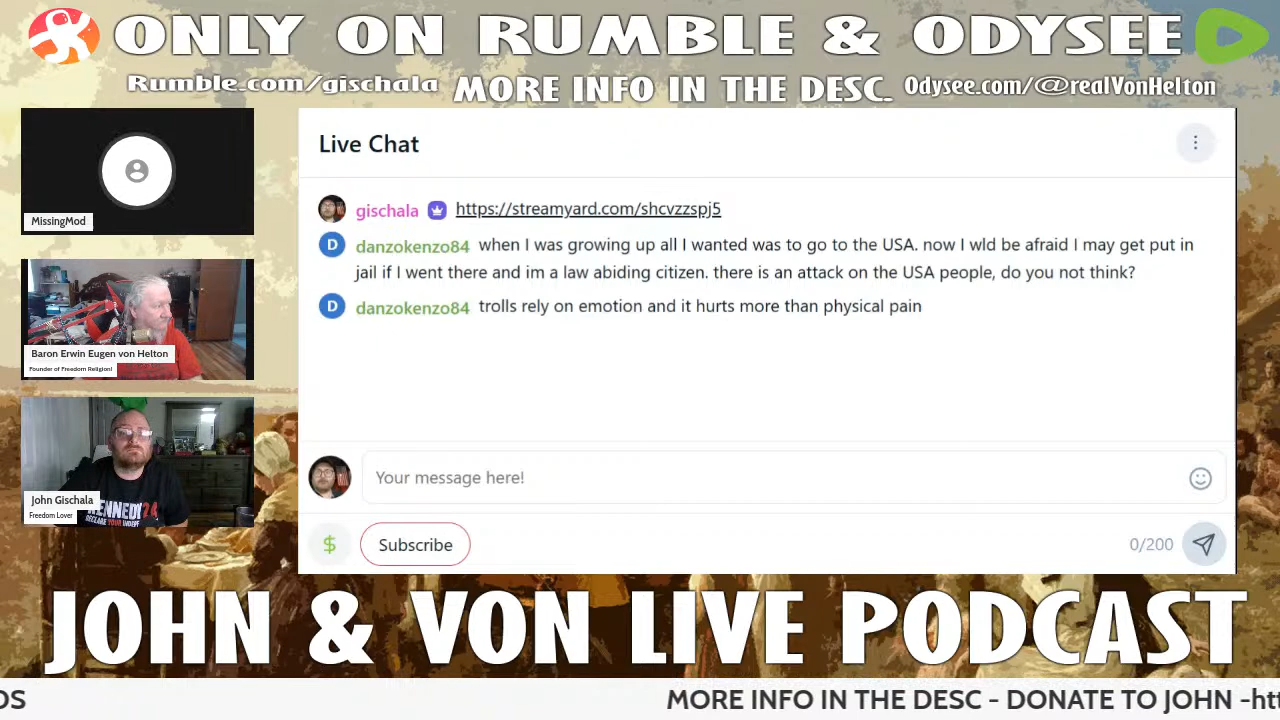 ONLY ON RUMBLE & ODYSEE
Rumble.com/gischala MORE INFO IN THE DESC. Odysee.com/@realVonHelton
MissingMod
Baron Erwin Eugen von Helton
Founder of Freedom Religion!
John Gischala
Freedom Lover
KENNEDY24
DECLARE YOUR INDEPE
Live Chat
gischala https://streamyard.com/shcvzzspj5
D danzokenzo84 when I was growing up all I wanted was to go to the USA. now I wld be afraid I may get put in
jail if I went there and im a law abiding citizen. there is an attack on the USA people, do you not think?
D danzokenzo84 trolls rely on emotion and it hurts more than physical pain
Your message here!
$ Subscribe 0/200
JOHN & VON LIVE PODCAST
OS MORE INFO IN THE DESC - DONATE TO JOHN -htt